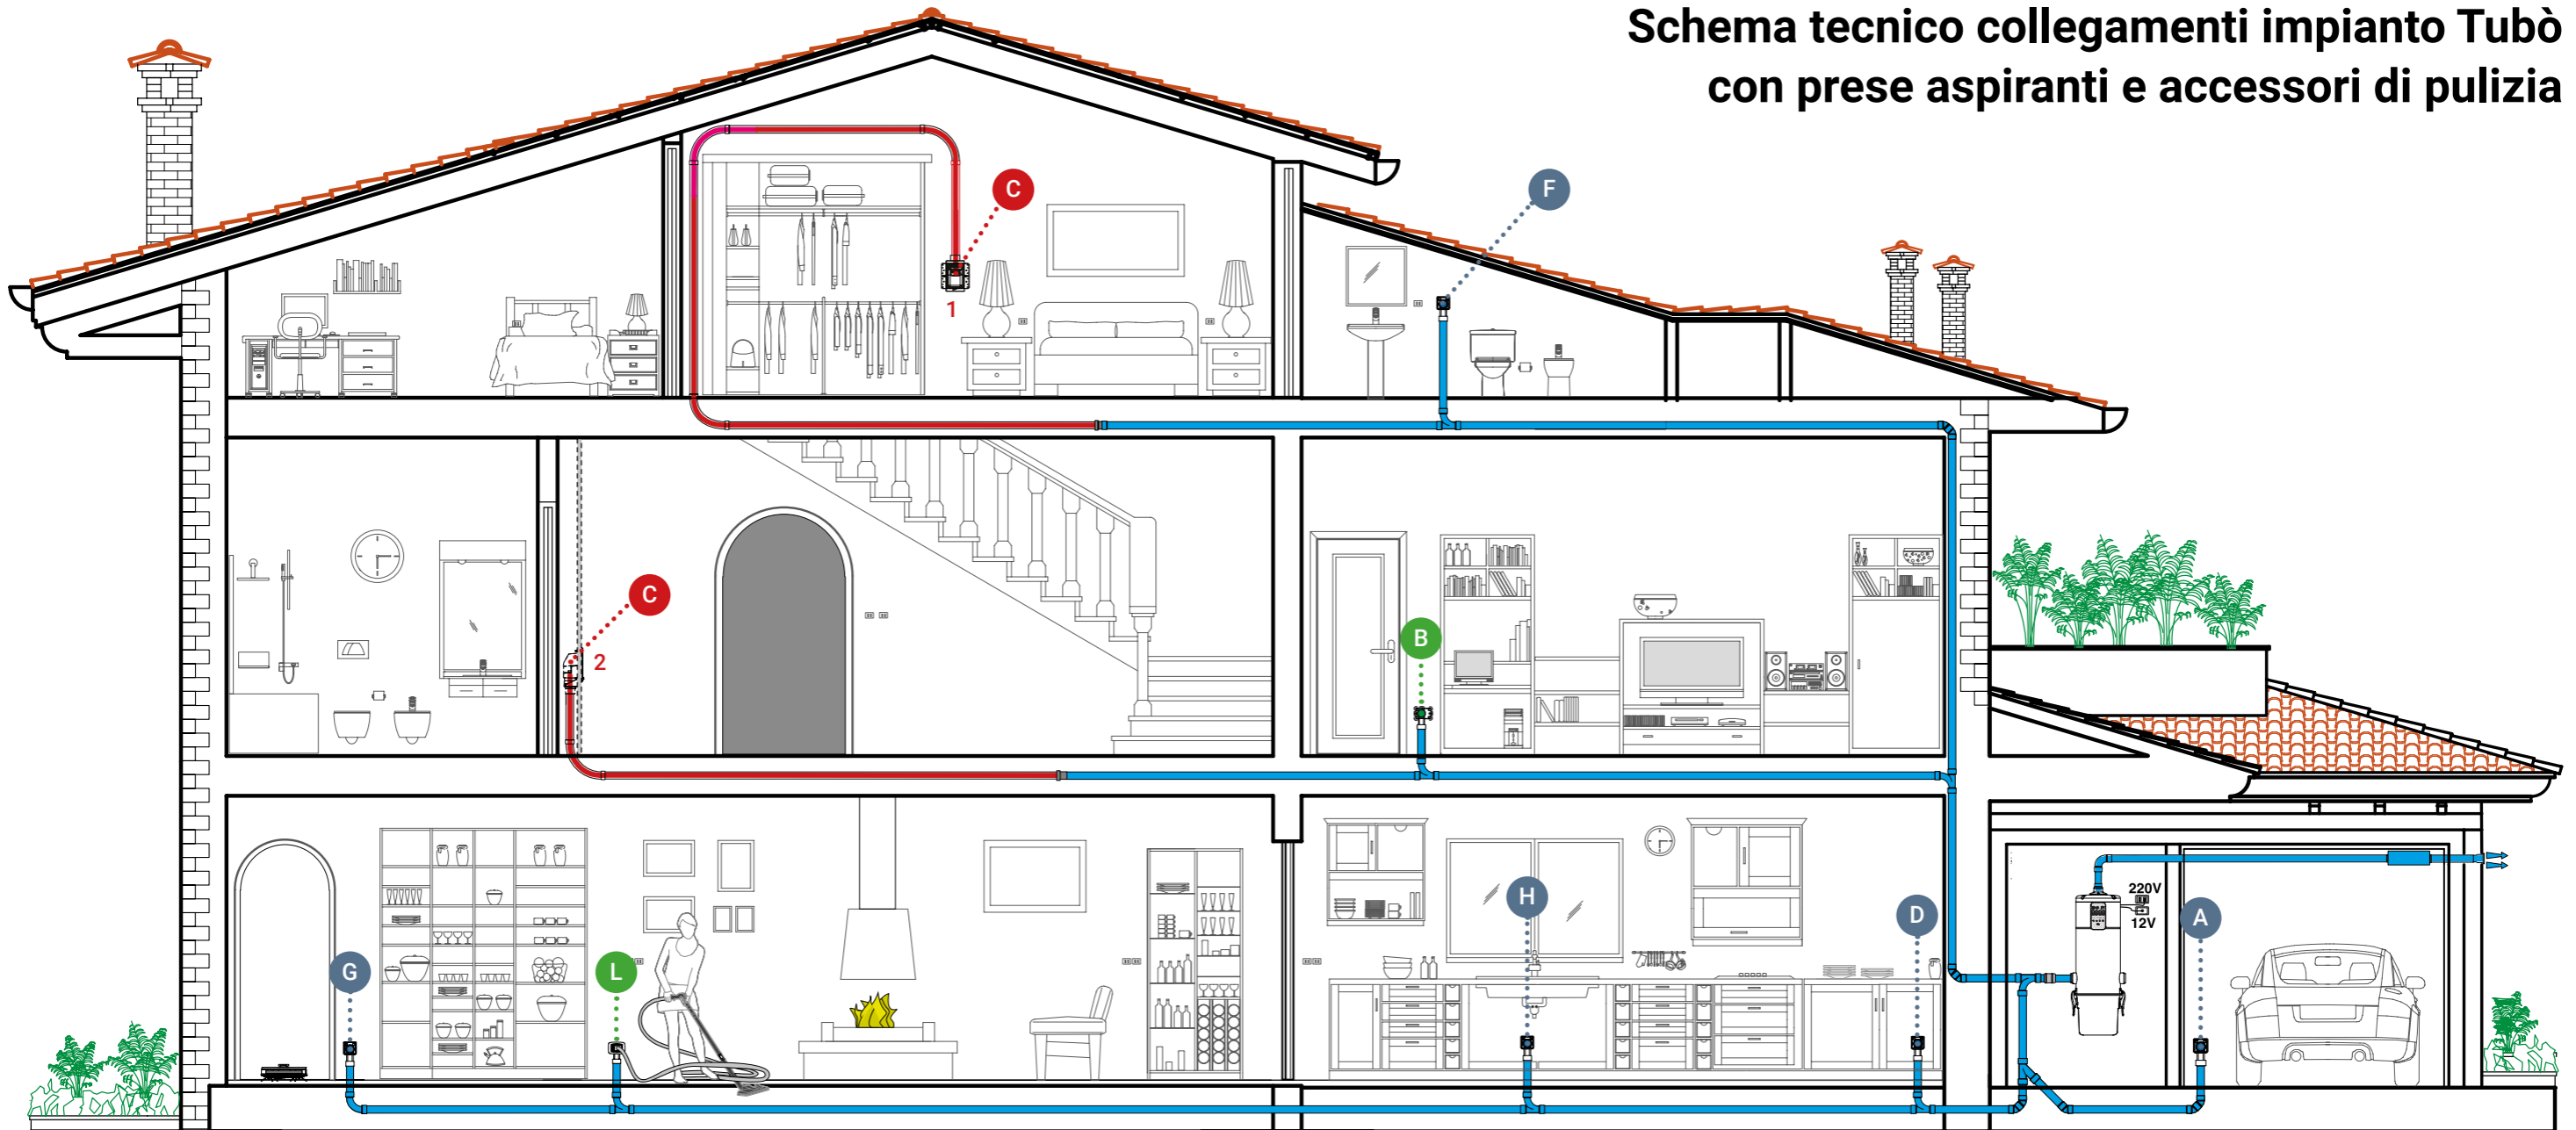 Schema tecnico collegamenti impianto Tubò
con prese aspiranti e accessori di pulizia
C
F
1
C
2
B
220V
12V
H
D
A
G
L